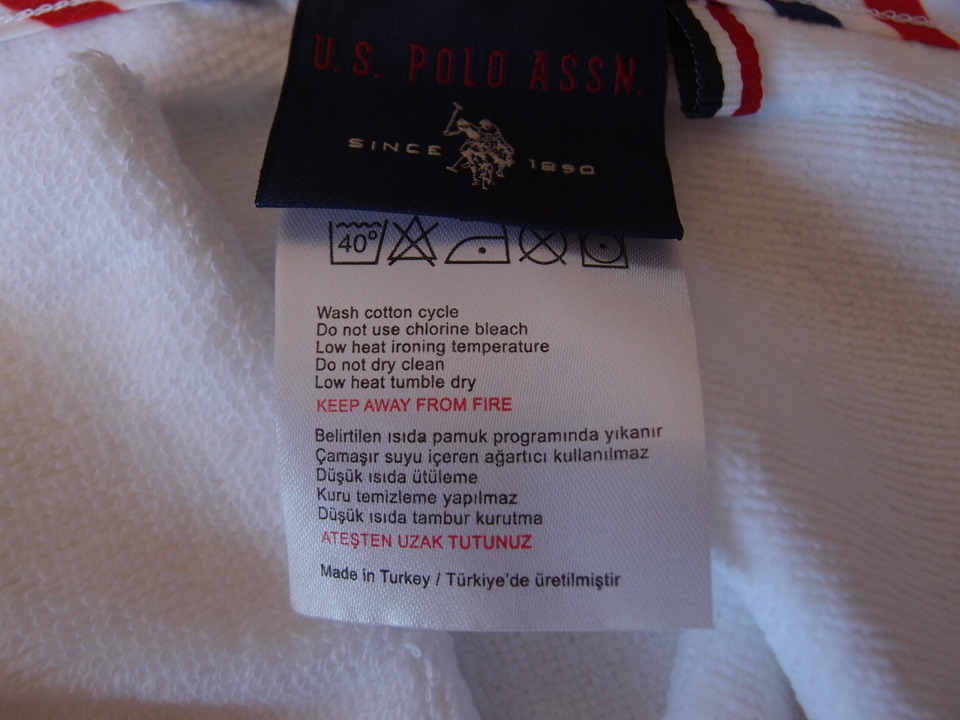 U.S. POLO ASSN.
SINCE 1890
40°
Wash cotton cycle
Do not use chlorine bleach
Low heat ironing temperature
Do not dry clean
Low heat tumble dry
KEEP AWAY FROM FIRE
Belirtilen ısıda pamuk programında yıkanır
Çamaşır suyu içeren ağartıcı kullanılmaz
Düşük ısıda ütüleme
Kuru temizleme yapılmaz
Düşük ısıda tambur kurutma
ATEŞTEN UZAK TUTUNUZ
Made in Turkey / Türkiye'de üretilmiştir